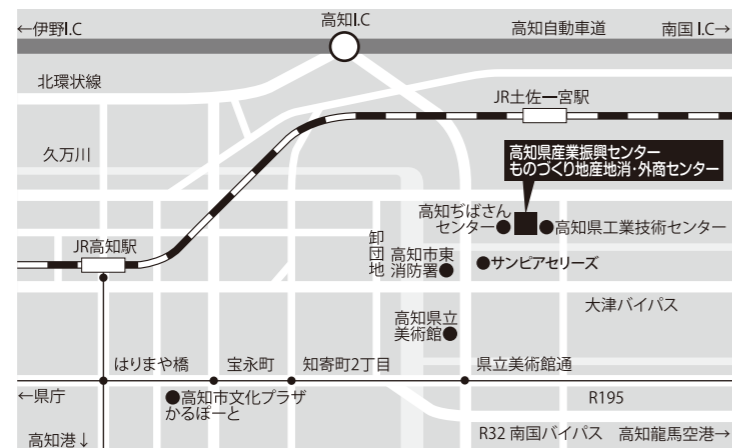 ←伊野I.C
高知I.C
高知自動車道
南国 I.C→
北環状線
JR土佐一宮駅
久万川
高知県産業振興センター
ものづくり地産地消・外商センター
高知ぢばさん
センター●
●高知県工業技術センター
JR高知駅
卸団地
高知市東
消防署●
●サンピアセリーズ
大津バイパス
高知県立
美術館●
はりまや橋
宝永町
知寄町2丁目
県立美術館通
←県庁
●高知市文化プラザ
かるぽーと
R195
高知港↓
R32 南国バイパス
高知龍馬空港→